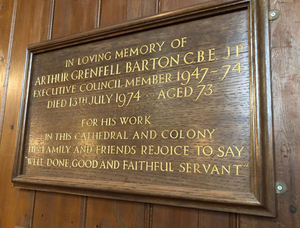 IN LOVING MEMORY OF
ARTHUR GRENFELL BARTON C.B.E. J.P.
EXECUTIVE COUNCIL MEMBER 1947 - 74
DIED 13TH JULY 1974 AGED 73
FOR HIS WORK
IN THIS CATHEDRAL AND COLONY
HIS FAMILY AND FRIENDS REJOICE TO SAY
"WELL DONE, GOOD AND FAITHFUL SERVANT"